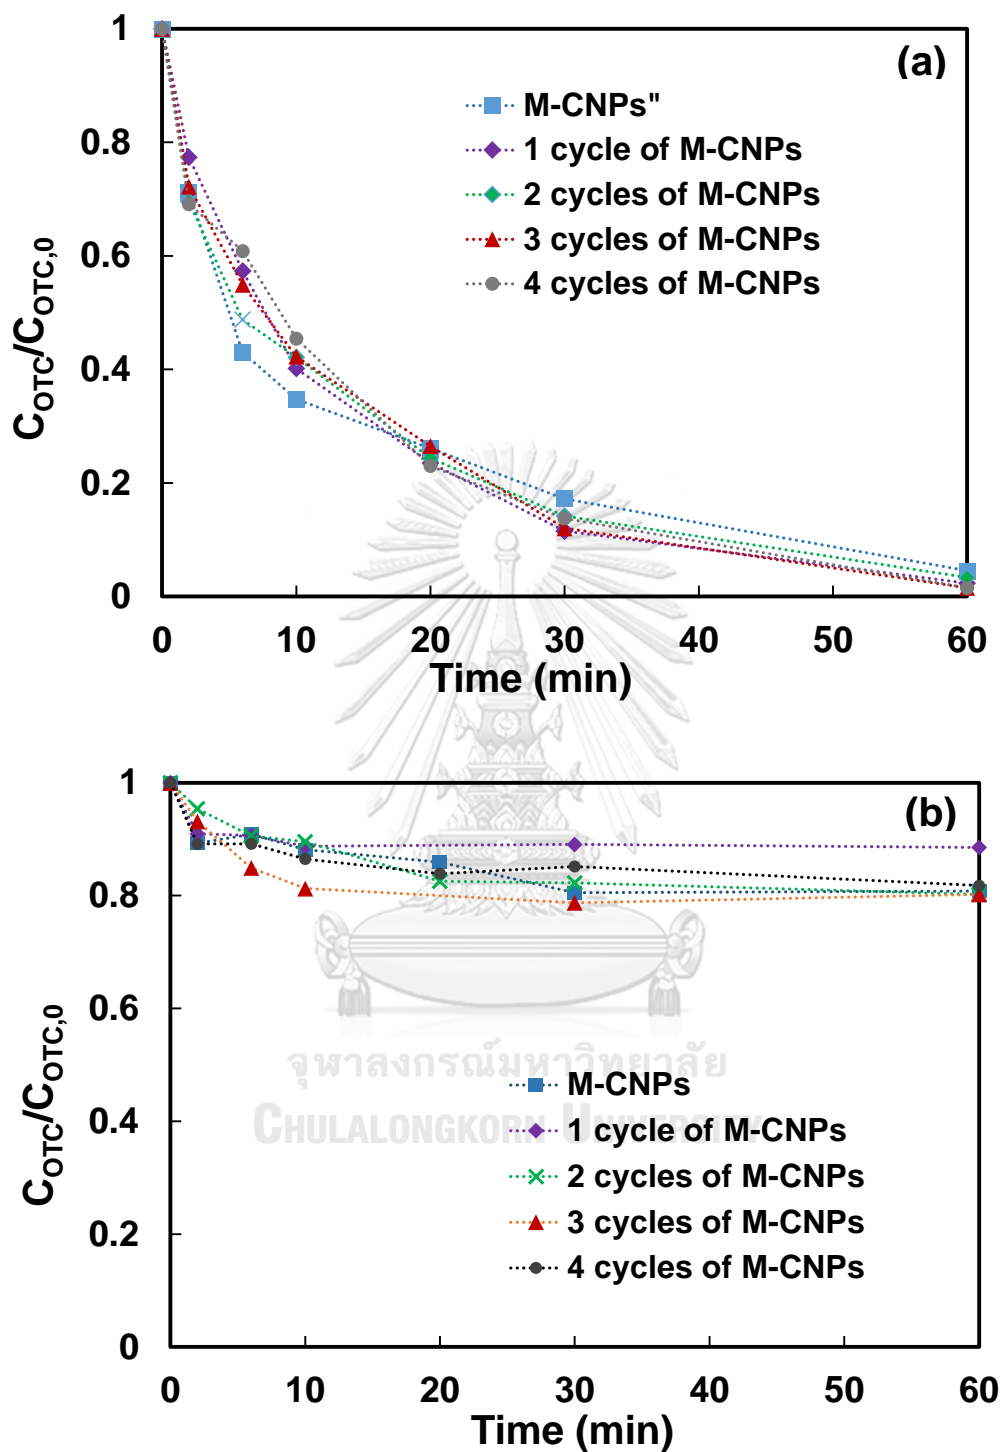 (a)
1
0.8
0.6
0.4
0.2
0
C_OTC/C_OTC,0
M-CNPs"
1 cycle of M-CNPs
2 cycles of M-CNPs
3 cycles of M-CNPs
4 cycles of M-CNPs
0 10 20 30 40 50 60
Time (min)
(b)
1
0.8
0.6
0.4
0.2
0
C_OTC/C_OTC,0
จุฬาลงกรณ์มหาวิทยาลัย
CHULALONGKORN UNIVERSITY
M-CNPs
1 cycle of M-CNPs
2 cycles of M-CNPs
3 cycles of M-CNPs
4 cycles of M-CNPs
0 10 20 30 40 50 60
Time (min)